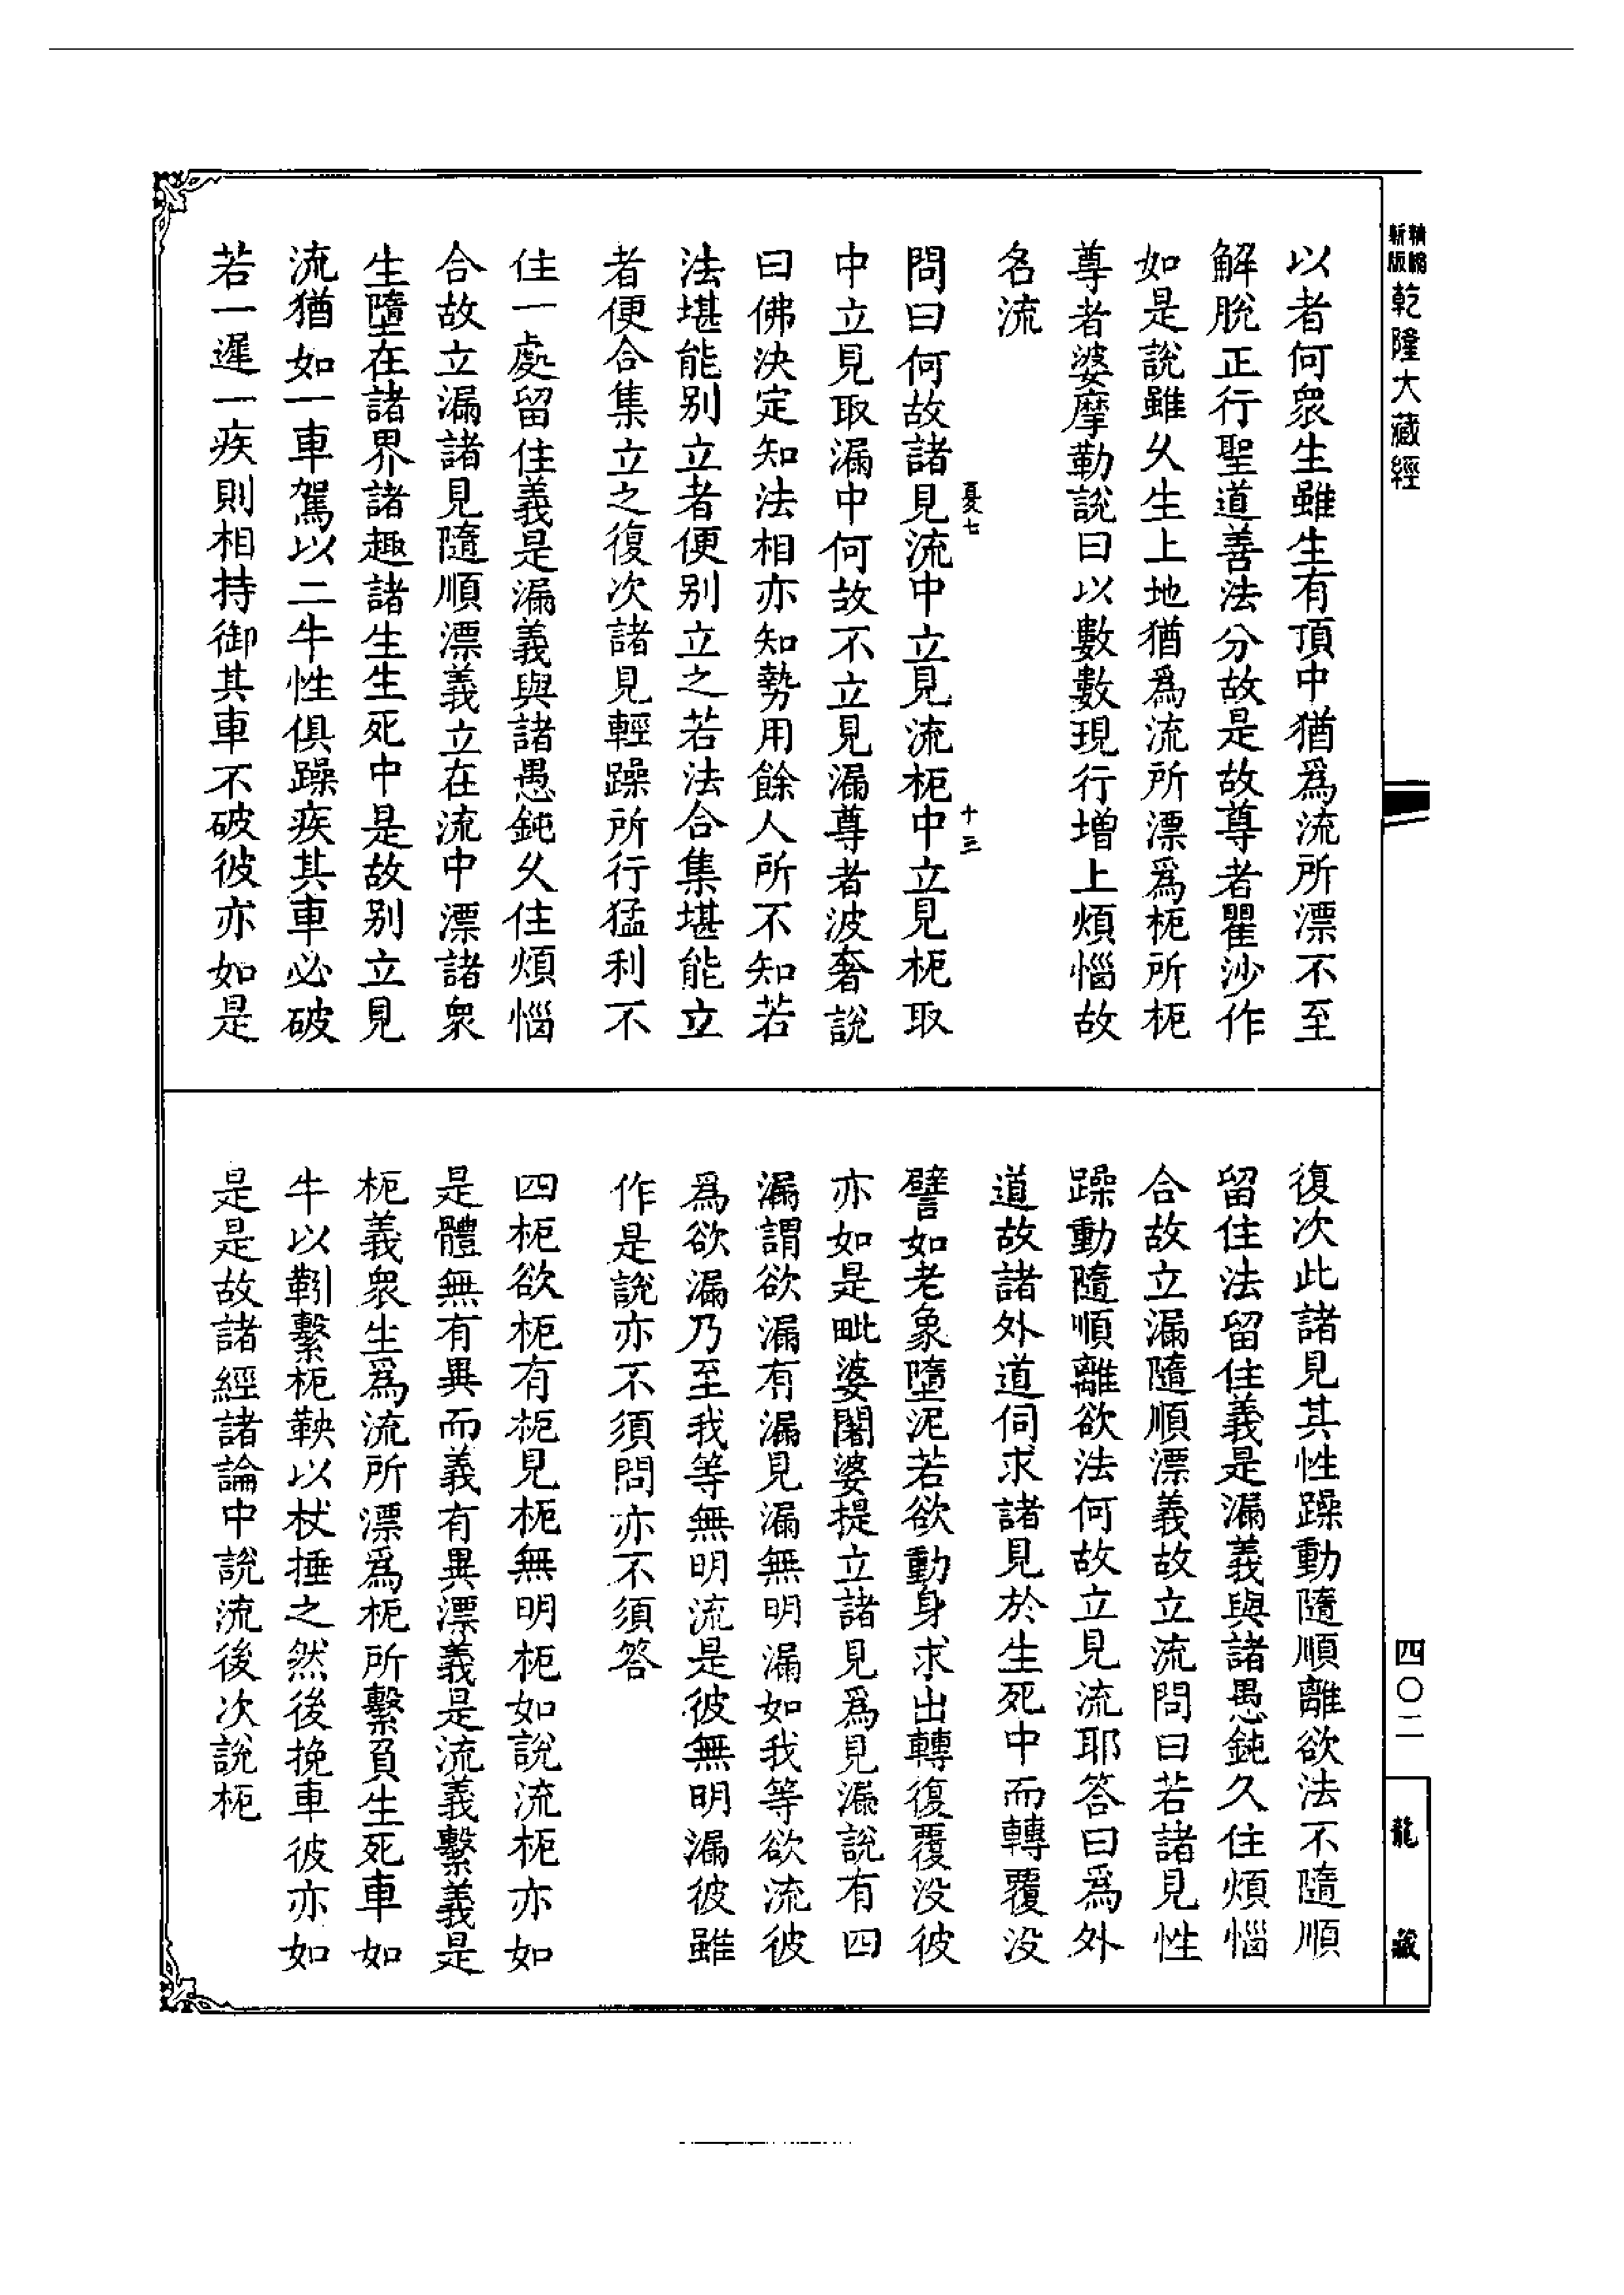 精縮新版乾隆大藏經
四〇二
龍藏
以者何衆生雖生有頂中猶爲流所漂不至
解脫正行聖道善法分故是故尊者瞿沙作
如是說雖乆生上地猶爲流所漂爲枙所枙
尊者婆摩勒說曰以數數現行增上煩惱故
名流
憂七
十三
問曰何故諸見流中立見流枙中立見枙取
中立見取漏中何故不立見漏尊者波奢說
曰佛決定知法相亦知勢用餘人所不知若
法堪能别立者便别立之若法合集堪能立
者便合集立之復次諸見輕躁所行猛利不
住一處留住義是漏義與諸愚鈍乆住煩惱
合故立漏諸見隨順漂義立在流中漂諸衆
生墮在諸界諸趣諸生生死中是故别立見
流猶如一車駕以二牛性俱躁疾其車必破
若一遲一疾則相持御其車不破彼亦如是
復次此諸見其性躁動隨順離欲法不隨順
留住法留住義是漏義與諸愚鈍久住煩惱
合故立漏隨順漂義故立流問曰若諸見性
躁動隨順離欲法何故立見流耶答曰爲外
道故諸外道伺求諸見於生死中而轉覆没
譬如老象墮泥若欲動身求出轉復覆没彼
亦如是毗婆闍婆提立諸見爲見漏說有四
漏謂欲漏有漏見漏無明漏如我等欲流彼
爲欲漏乃至我等無明流是彼無明漏彼雖
作是說亦不須問亦不須答
四枙欲枙有枙見枙無明枙如說流枙亦如
是體無有異而義有異漂義是流義繫義是
枙義衆生爲流所漂爲枙所繫負生死車如
牛以靷繫枙鞅以杖捶之然後挽車彼亦如
是是故諸經諸論中說流後次說枙